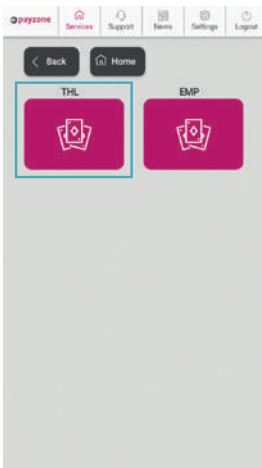 payzone
Services
Support
News
Settings
Logout
Back
Home
THL
EMP